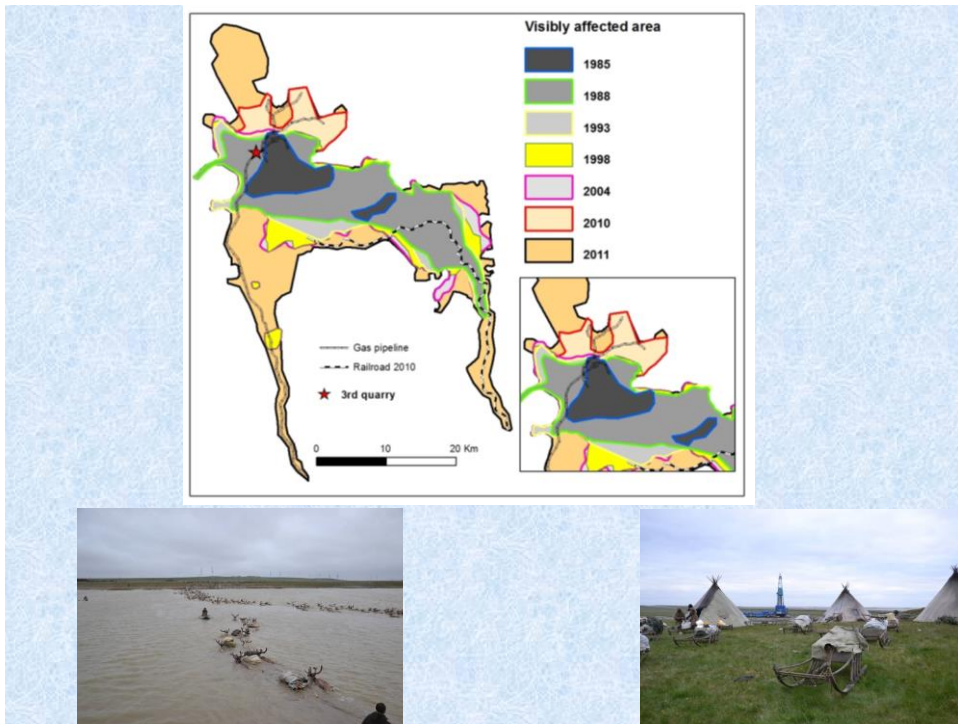 Visibly affected area
1985
1988
1993
1998
2004
2010
2011
Gas pipeline
Railroad 2010
3rd quarry
0 10 20 Km